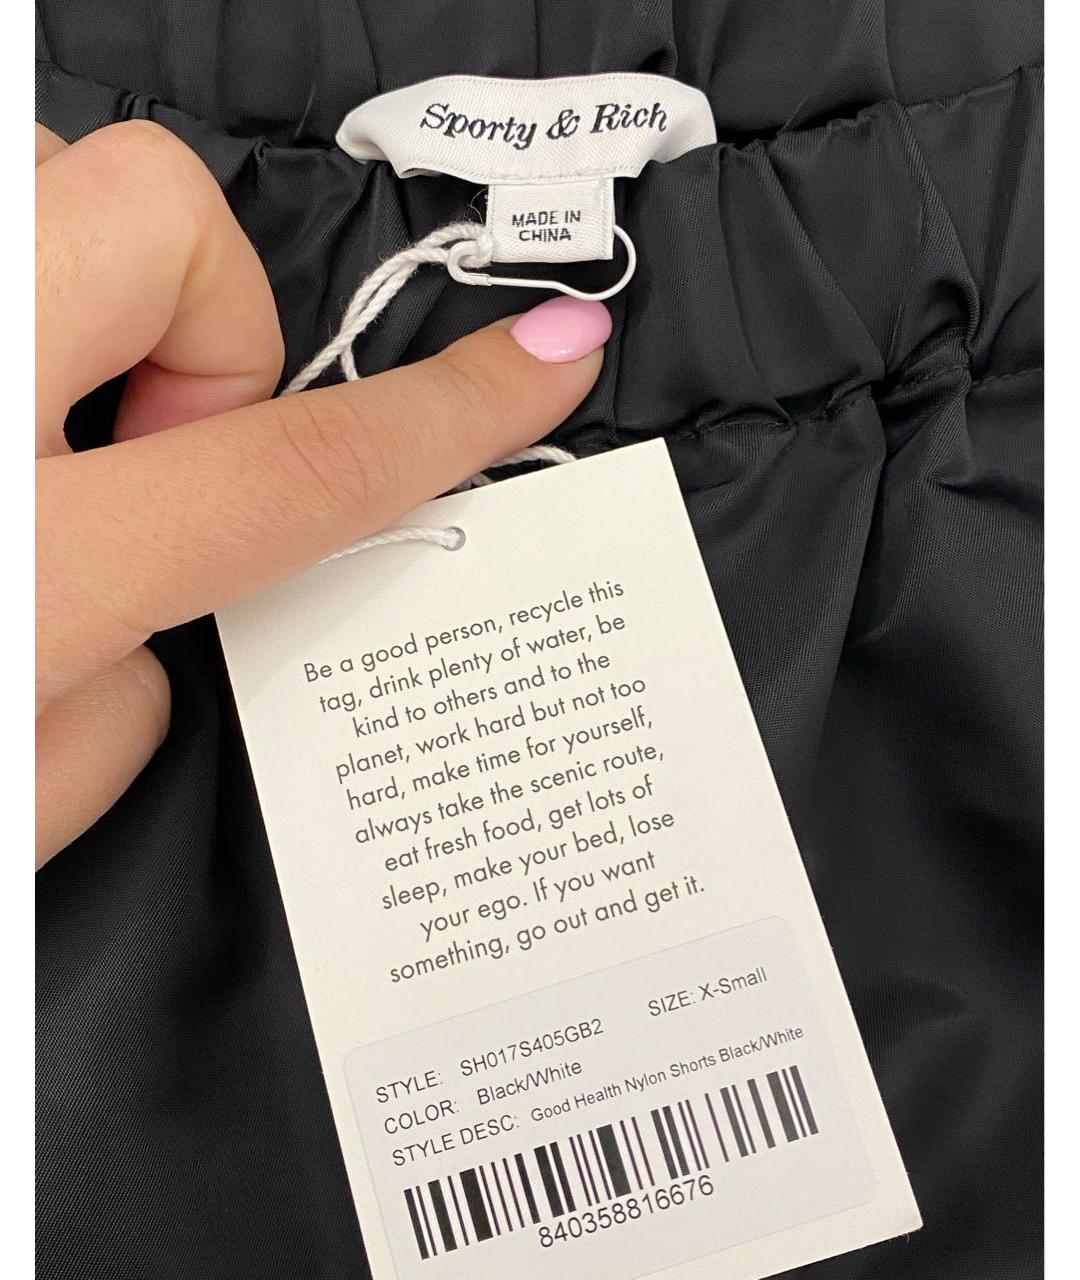 Sporty & Rich
MADE IN
CHINA
Be a good person, recycle this
tag, drink plenty of water, be
kind to others and to the
planet, work hard but not too
hard, make time for yourself,
always take the scenic route,
eat fresh food, get lots of
sleep, make your bed, lose
your ego. If you want
something, go out and get it.
STYLE: SH017S405GB2 SIZE: X-Small
COLOR: Black/White
STYLE DESC: Good Health Nylon Shorts Black/White
840358816676